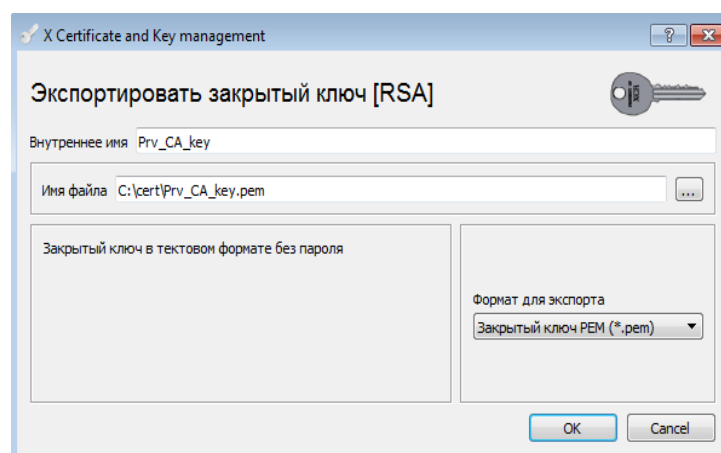 X Certificate and Key management
Экспортировать закрытый ключ [RSA]
Внутреннее имя Prv_CA_key
Имя файла C:\cert\Prv_CA_key.pem ...
Закрытый ключ в тектовом формате без пароля
Формат для экспорта
Закрытый ключ PEM (*.pem)
OK Cancel